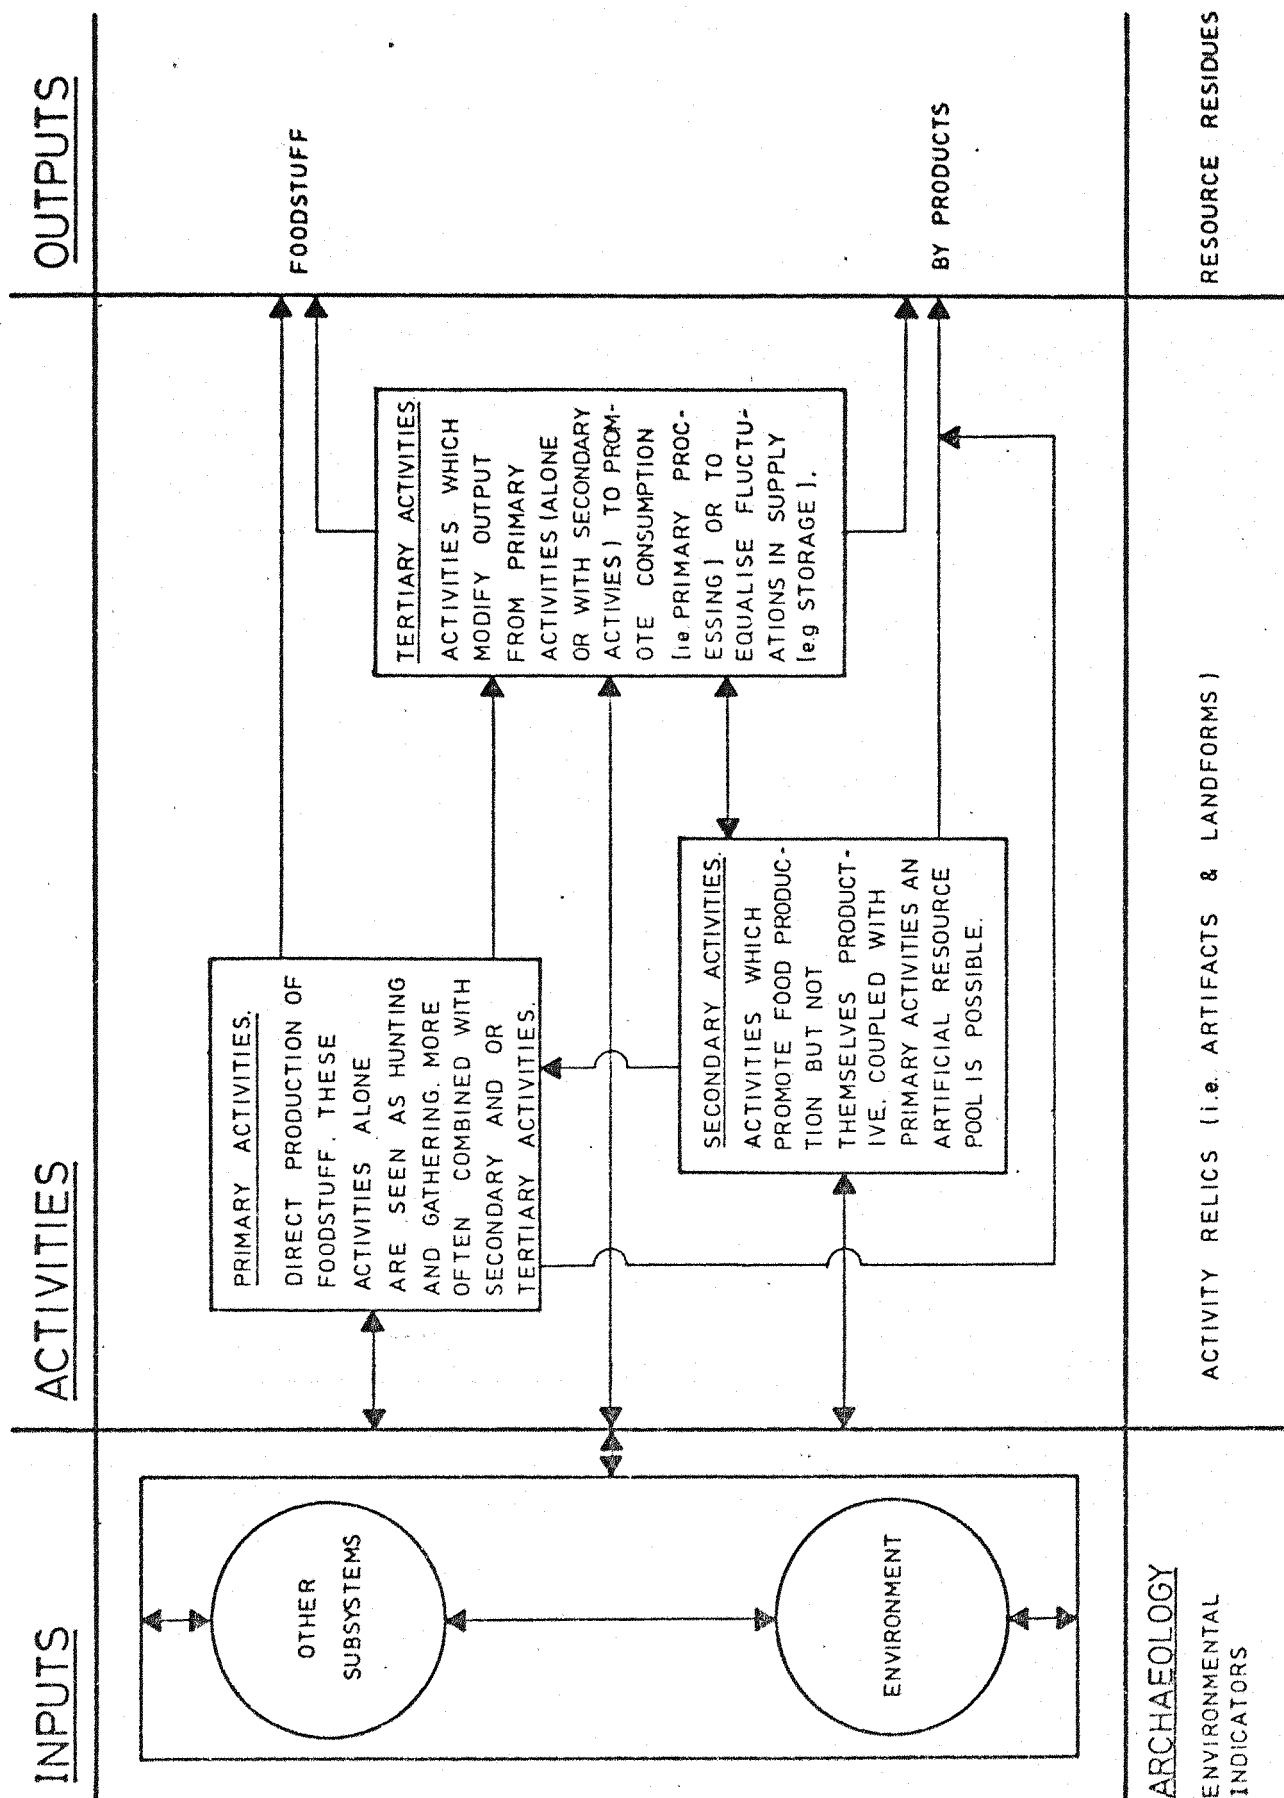 INPUTS
ACTIVITIES
OUTPUTS
OTHER
SUBSYSTEMS
ENVIRONMENT
PRIMARY ACTIVITIES.
DIRECT PRODUCTION OF
FOODSTUFF. THESE
ACTIVITIES ALONE
ARE SEEN AS HUNTING
AND GATHERING. MORE
OFTEN COMBINED WITH
SECONDARY AND OR
TERTIARY ACTIVITIES.
SECONDARY ACTIVITIES.
ACTIVITIES WHICH
PROMOTE FOOD PRODUC-
TION BUT NOT
THEMSELVES PRODUCT-
IVE. COUPLED WITH
PRIMARY ACTIVITIES AN
ARTIFICIAL RESOURCE
POOL IS POSSIBLE.
TERTIARY ACTIVITIES.
ACTIVITIES WHICH
MODIFY OUTPUT
FROM PRIMARY
ACTIVITIES (ALONE
OR WITH SECONDARY
ACTIVIES) TO PROM-
OTE CONSUMPTION
[ie. PRIMARY PROC-
ESSING] OR TO
EQUALISE FLUCTU-
ATIONS IN SUPPLY
[e.g STORAGE].
FOODSTUFF
BY PRODUCTS
ARCHAEOLOGY
ENVIRONMENTAL
INDICATORS
ACTIVITY RELICS (i.e. ARTIFACTS & LANDFORMS)
RESOURCE RESIDUES